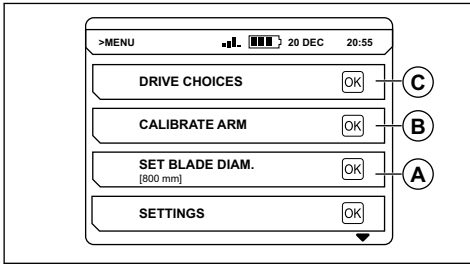 >MENU 20 DEC 20:55
DRIVE CHOICES OK C
CALIBRATE ARM OK B
SET BLADE DIAM. OK A
[800 mm]
SETTINGS OK